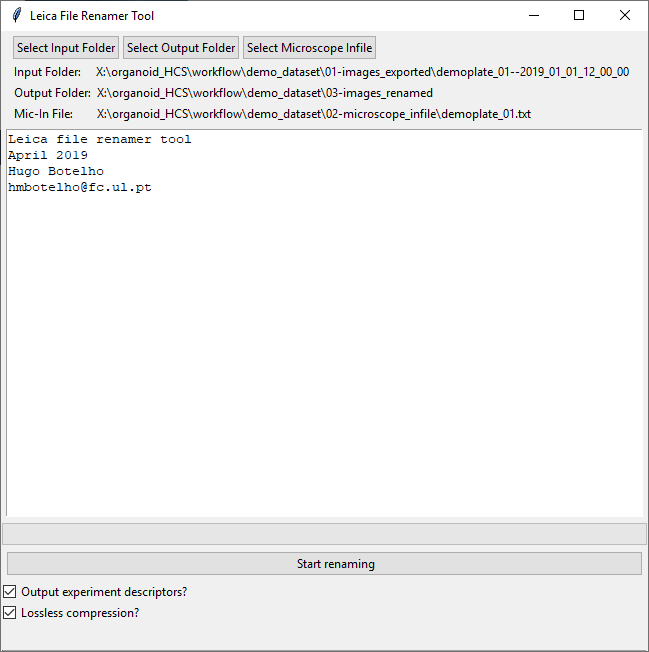 Leica File Renamer Tool
Select Input Folder Select Output Folder Select Microscope Infile
Input Folder: X:\organoid_HCS\workflow\demo_dataset\01-images_exported\demoplate_01--2019_01_01_12_00_00
Output Folder: X:\organoid_HCS\workflow\demo_dataset\03-images_renamed
Mic-In File: X:\organoid_HCS\workflow\demo_dataset\02-microscope_infile\demoplate_01.txt
Leica file renamer tool
April 2019
Hugo Botelho
hmbotelho@fc.ul.pt
Start renaming
Output experiment descriptors?
Lossless compression?